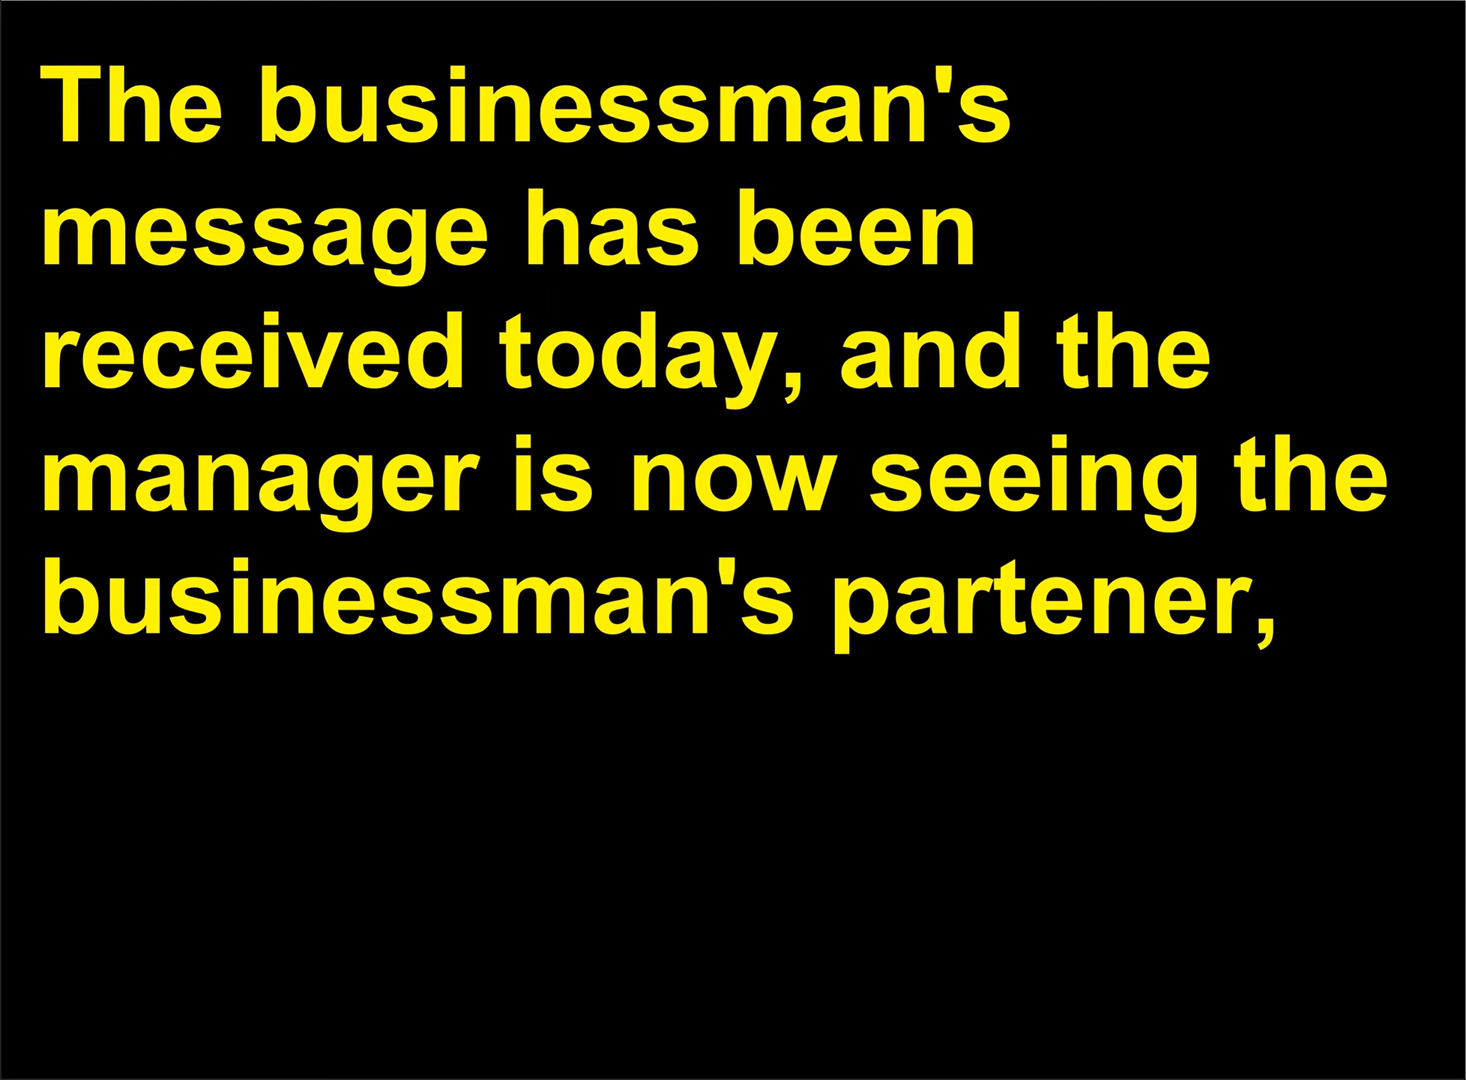 The businessman's
message has been
received today, and the
manager is now seeing the
businessman's partener,